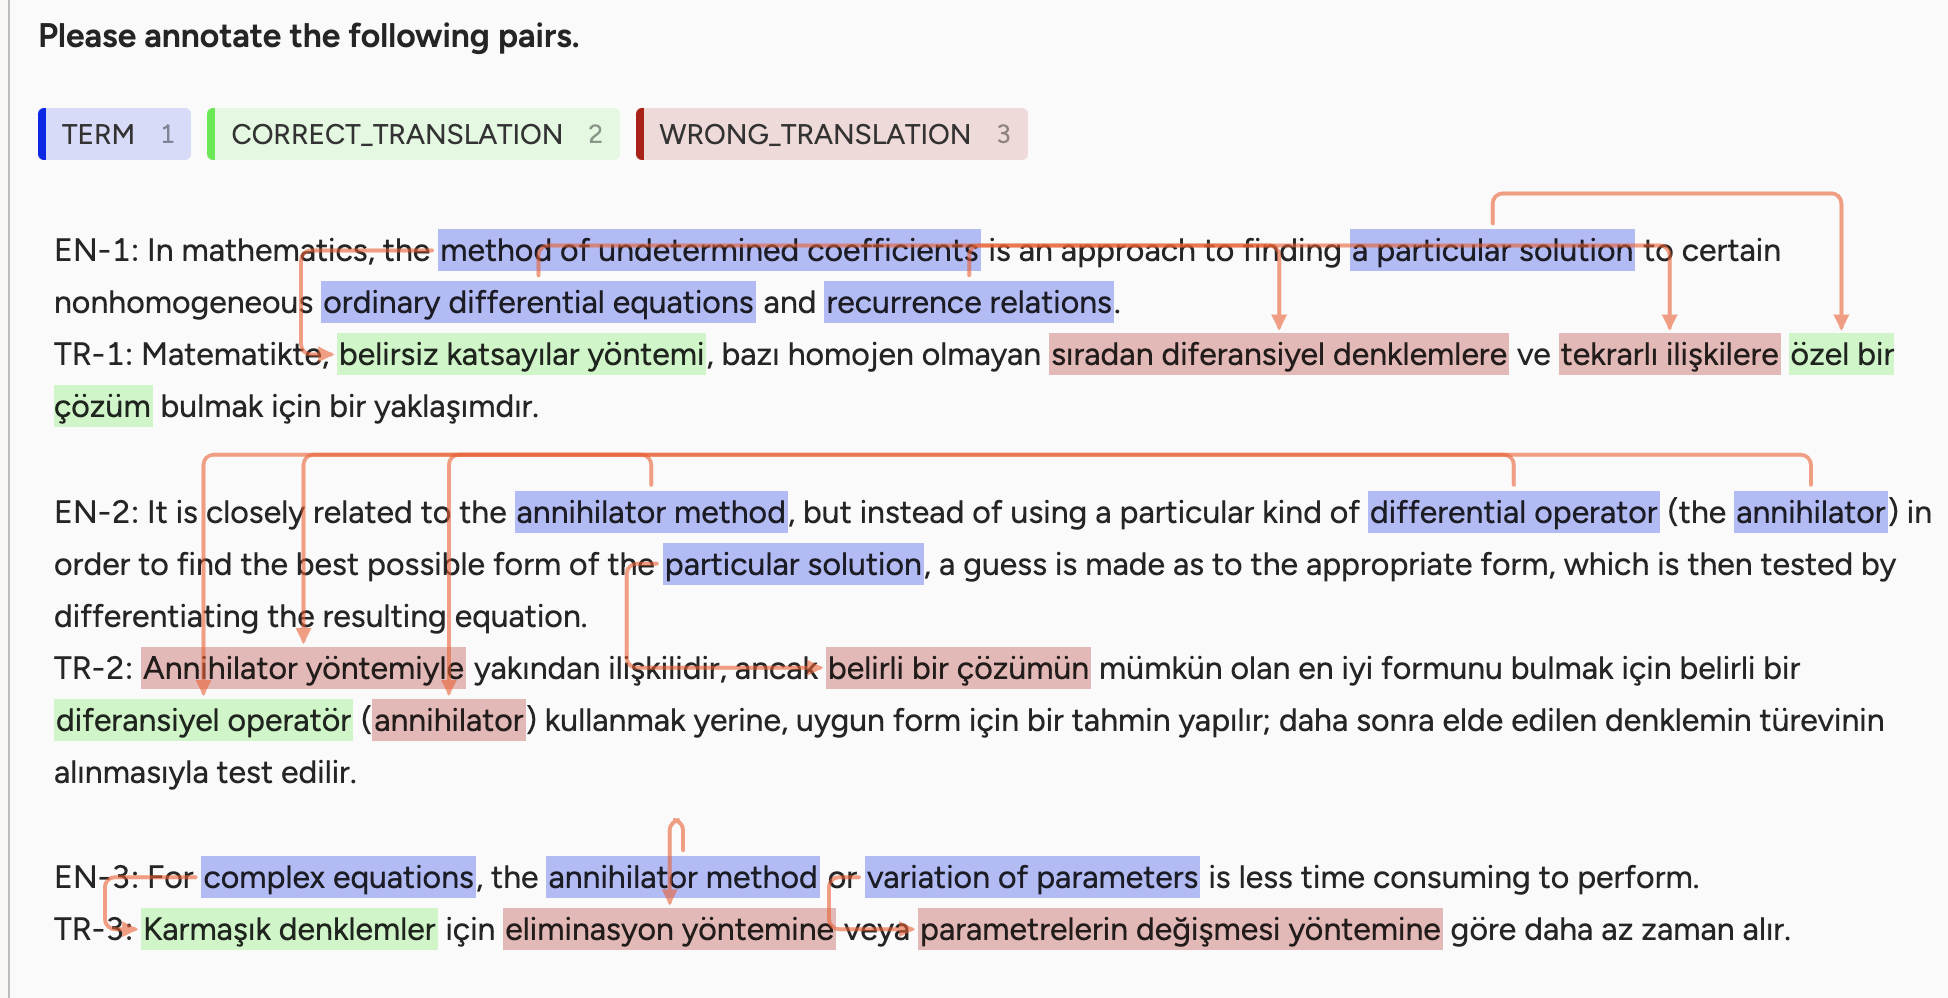 Please annotate the following pairs.
TERM 1 CORRECT_TRANSLATION 2 WRONG_TRANSLATION 3
EN-1: In mathematics, the method of undetermined coefficients is an approach to finding a particular solution to certain
nonhomogeneous ordinary differential equations and recurrence relations.
TR-1: Matematikte, belirsiz katsayılar yöntemi, bazı homojen olmayan sıradan diferansiyel denklemlere ve tekrarlı ilişkilere özel bir
çözüm bulmak için bir yaklaşımdır.
EN-2: It is closely related to the annihilator method, but instead of using a particular kind of differential operator (the annihilator) in
order to find the best possible form of the particular solution, a guess is made as to the appropriate form, which is then tested by
differentiating the resulting equation.
TR-2: Annihilator yöntemiyle yakından ilişkilidir, ancak belirli bir çözümün mümkün olan en iyi formunu bulmak için belirli bir
diferansiyel operatör (annihilator) kullanmak yerine, uygun form için bir tahmin yapılır; daha sonra elde edilen denklemin türevinin
alınmasıyla test edilir.
EN-3: For complex equations, the annihilator method or variation of parameters is less time consuming to perform.
TR-3: Karmaşık denklemler için eliminasyon yöntemine veya parametrelerin değişmesi yöntemine göre daha az zaman alır.